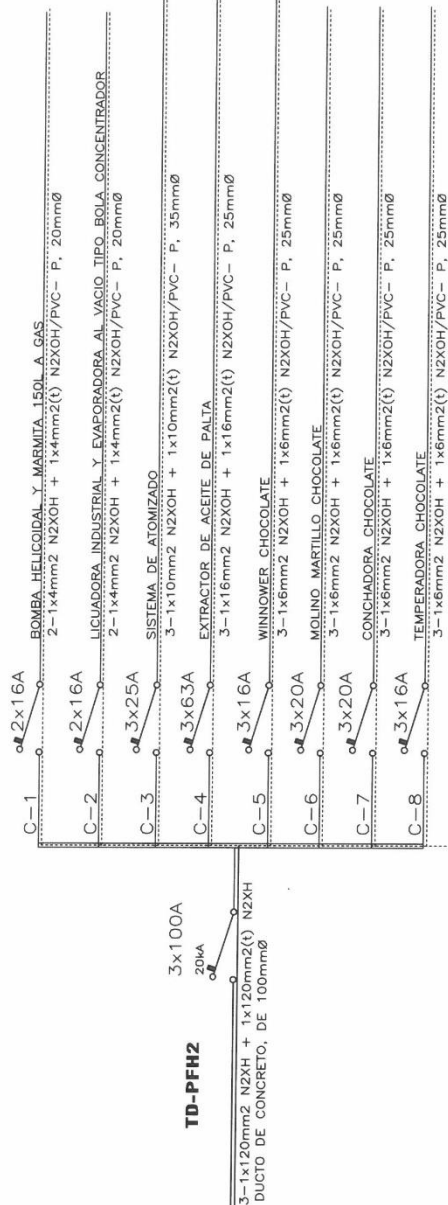 TD-PFH2
3x100A
20kA
3-1x120mm2 N2XH + 1x120mm2(t) N2XH
DUCTO DE CONCRETO, DE 100mmØ
C-1
2x16A
BOMBA HELICOIDAL Y MARMITA 150L A GAS
2-1x4mm2 N2XOH + 1x4mm2(t) N2XOH/PVC- P, 20mmØ
C-2
2x16A
LICUADORA INDUSTRIAL Y EVAPORADORA AL VACIO TIPO BOLA CONCENTRADOR
2-1x4mm2 N2XOH + 1x4mm2(t) N2XOH/PVC- P, 20mmØ
C-3
3x25A
SISTEMA DE ATOMIZADO
3-1x10mm2 N2XOH + 1x10mm2(t) N2XOH/PVC- P, 35mmØ
C-4
3x63A
EXTRACTOR DE ACEITE DE PALTA
3-1x16mm2 N2XOH + 1x16mm2(t) N2XOH/PVC- P, 25mmØ
C-5
3x16A
WINNOWER CHOCOLATE
3-1x6mm2 N2XOH + 1x6mm2(t) N2XOH/PVC- P, 25mmØ
C-6
3x20A
MOLINO MARTILLO CHOCOLATE
3-1x6mm2 N2XOH + 1x6mm2(t) N2XOH/PVC- P, 25mmØ
C-7
3x20A
CONCHADORA CHOCOLATE
3-1x6mm2 N2XOH + 1x6mm2(t) N2XOH/PVC- P, 25mmØ
C-8
3x16A
TEMPERADORA CHOCOLATE
3-1x6mm2 N2XOH + 1x6mm2(t) N2XOH/PVC- P, 25mmØ